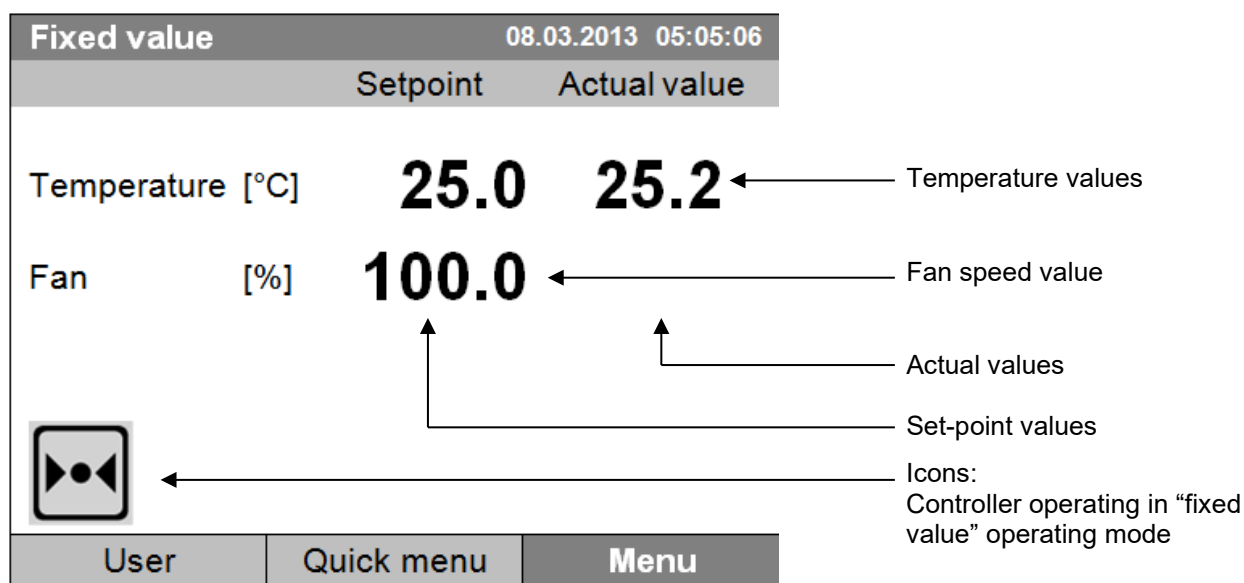 Fixed value 08.03.2013 05:05:06
Setpoint Actual value
Temperature [°C] 25.0 25.2
Temperature values
Fan [%] 100.0
Fan speed value
Actual values
Set-point values
Icons:
Controller operating in “fixed
value” operating mode
User Quick menu Menu